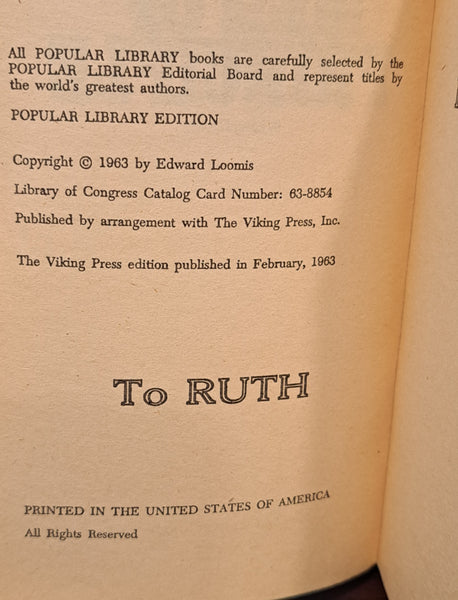 All POPULAR LIBRARY books are carefully selected by the
POPULAR LIBRARY Editorial Board and represent titles by
the world's greatest authors.
POPULAR LIBRARY EDITION
Copyright © 1963 by Edward Loomis
Library of Congress Catalog Card Number: 63-8854
Published by arrangement with The Viking Press, Inc.
The Viking Press edition published in February, 1963
To RUTH
PRINTED IN THE UNITED STATES OF AMERICA
All Rights Reserved